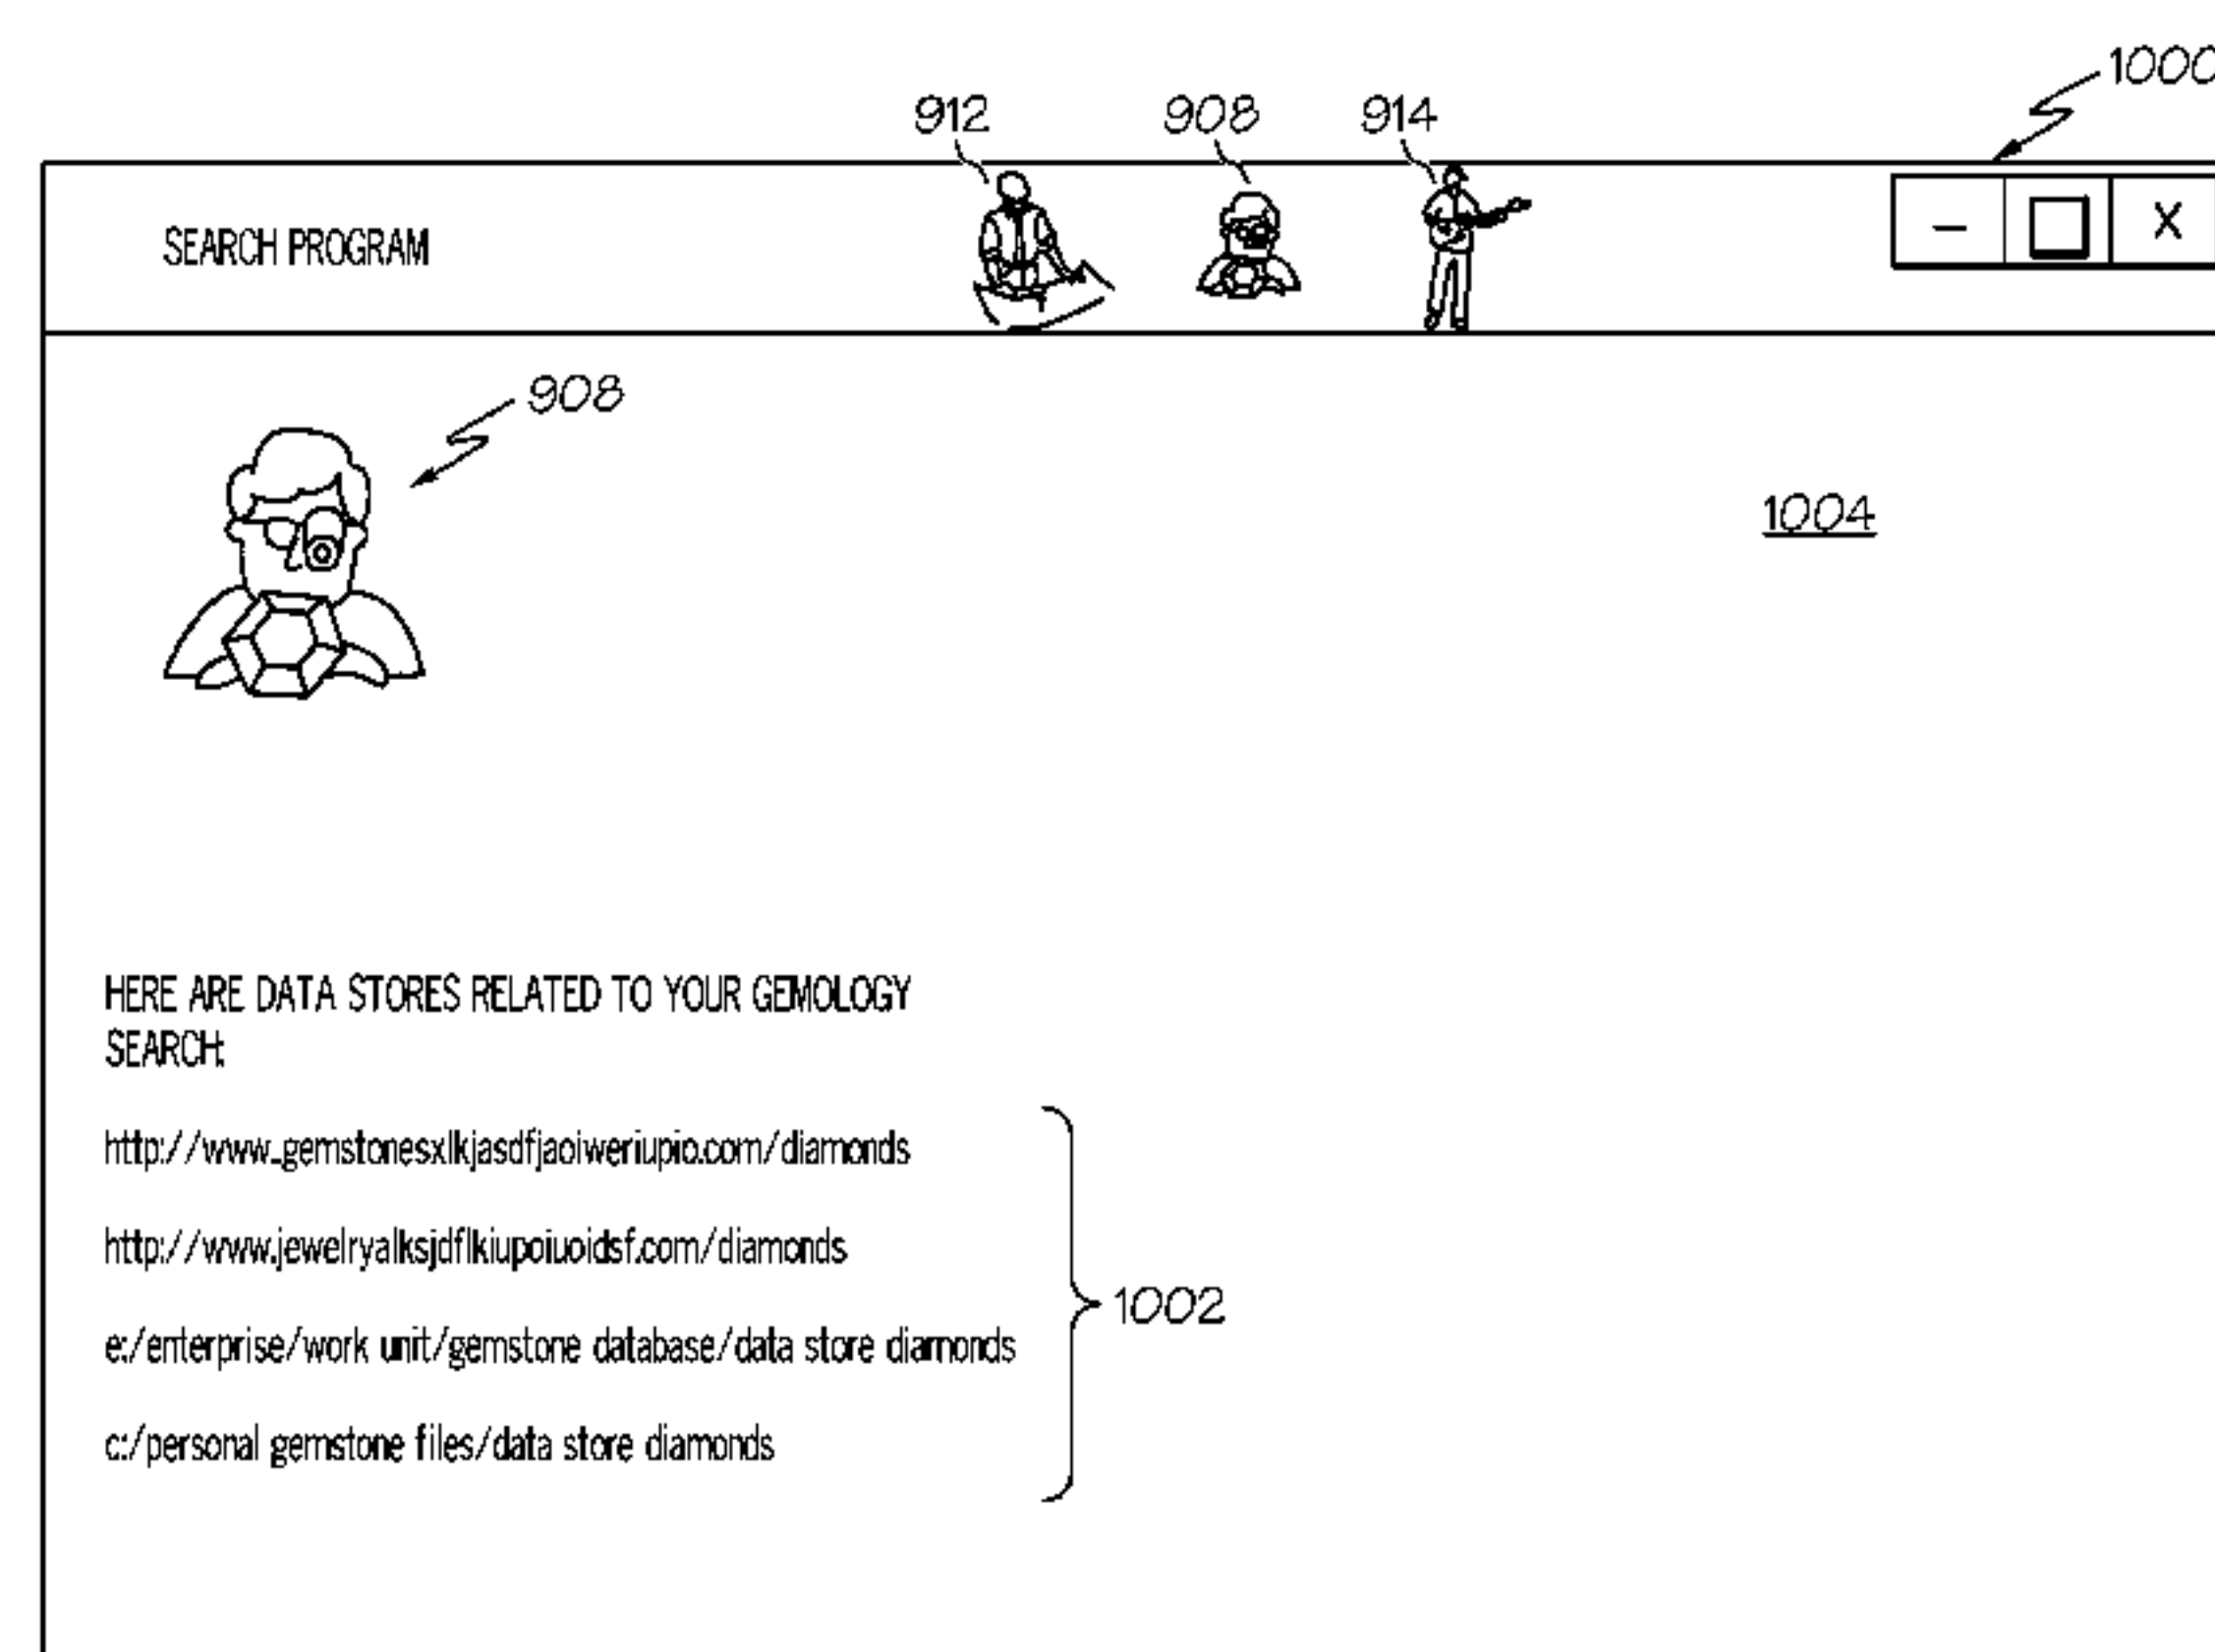 1000
912 908 914
SEARCH PROGRAM
— X
908
1004
HERE ARE DATA STORES RELATED TO YOUR GEMOLOGY
SEARCH:
http://www.gemstonesxlkjasdfjaoiweriupio.com/diamonds
http://www.jewelryalksjdflkiupoiuoidsf.com/diamonds
1002
e:/enterprise/work unit/gemstone database/data store diamonds
c:/personal gemstone files/data store diamonds